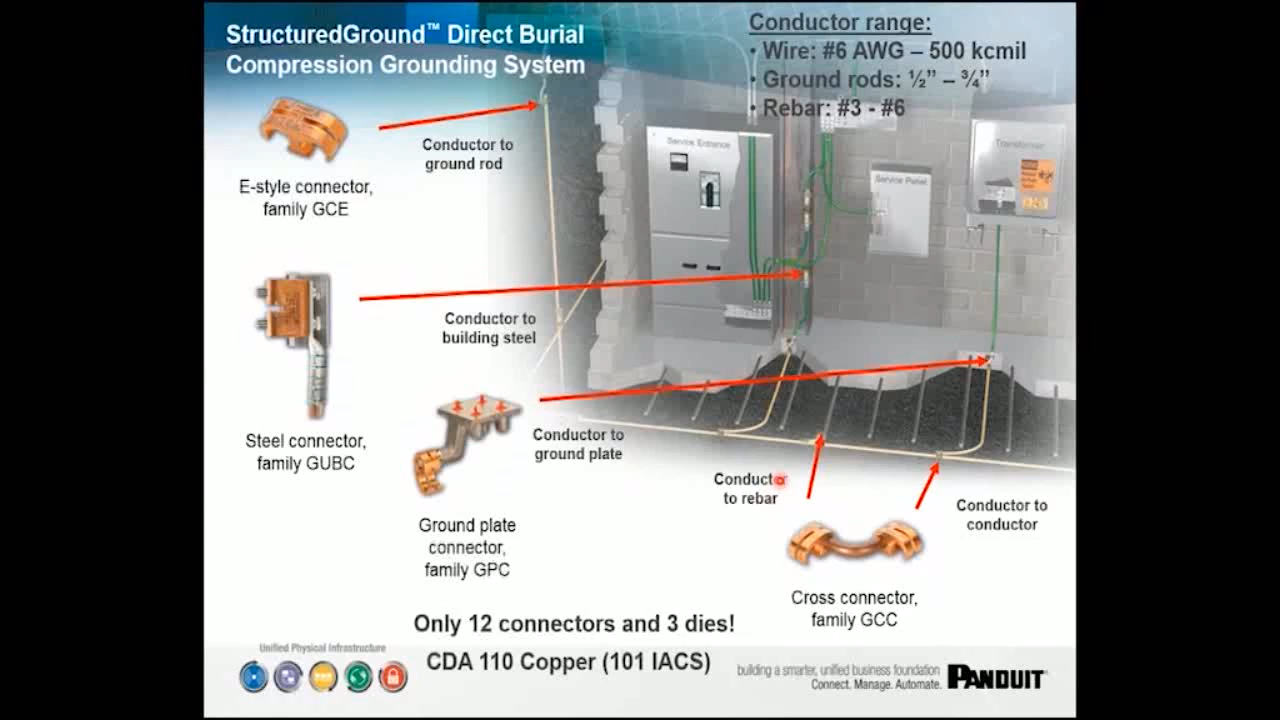 StructuredGround™ Direct Burial
Compression Grounding System
Conductor range:
• Wire: #6 AWG – 500 kcmil
• Ground rods: ½” – ¾”
• Rebar: #3 - #6
Conductor to
ground rod
E-style connector,
family GCE
Service Entrance
Service Panel
Transformer
Conductor to
building steel
Steel connector,
family GUBC
Conductor to
ground plate
Ground plate
connector,
family GPC
to rebar
Conductor to
conductor
Cross connector,
family GCC
Only 12 connectors and 3 dies!
CDA 110 Copper (101 IACS)
Unified Physical Infrastructure
building a smarter, unified business foundation
Connect. Manage. Automate.
PANDUIT